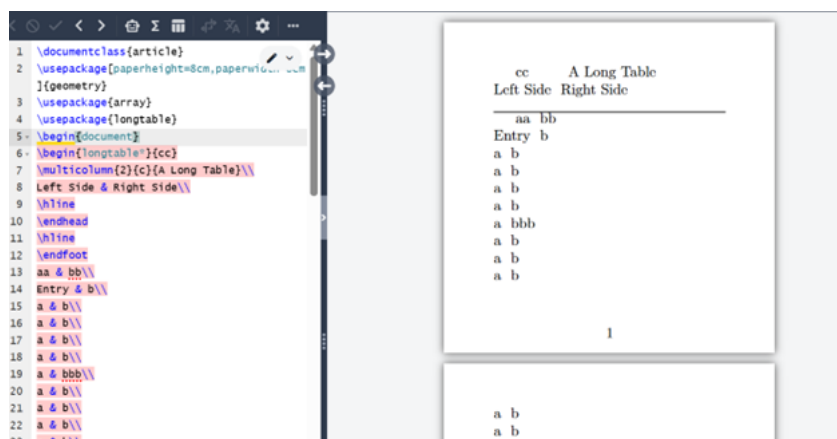 1 \documentclass{article}
2 \usepackage[paperheight=8cm,paperwidth=8cm
]{geometry}
3 \usepackage{array}
4 \usepackage{longtable}
5 \begin{document}
6 \begin{longtable*}{cc}
7 \multicolumn{2}{c}{A Long Table}\\
8 Left Side & Right Side\\
9 \hline
10 \endhead
11 \hline
12 \endfoot
13 aa & bb\\
14 Entry & b\\
15 a & b\\
16 a & b\\
17 a & b\\
18 a & b\\
19 a & bbb\\
20 a & b\\
21 a & b\\
22 a & b\\
cc A Long Table
Left Side Right Side
aa bb
Entry b
a b
a b
a b
a b
a bbb
a b
a b
a b
1
a b
a b